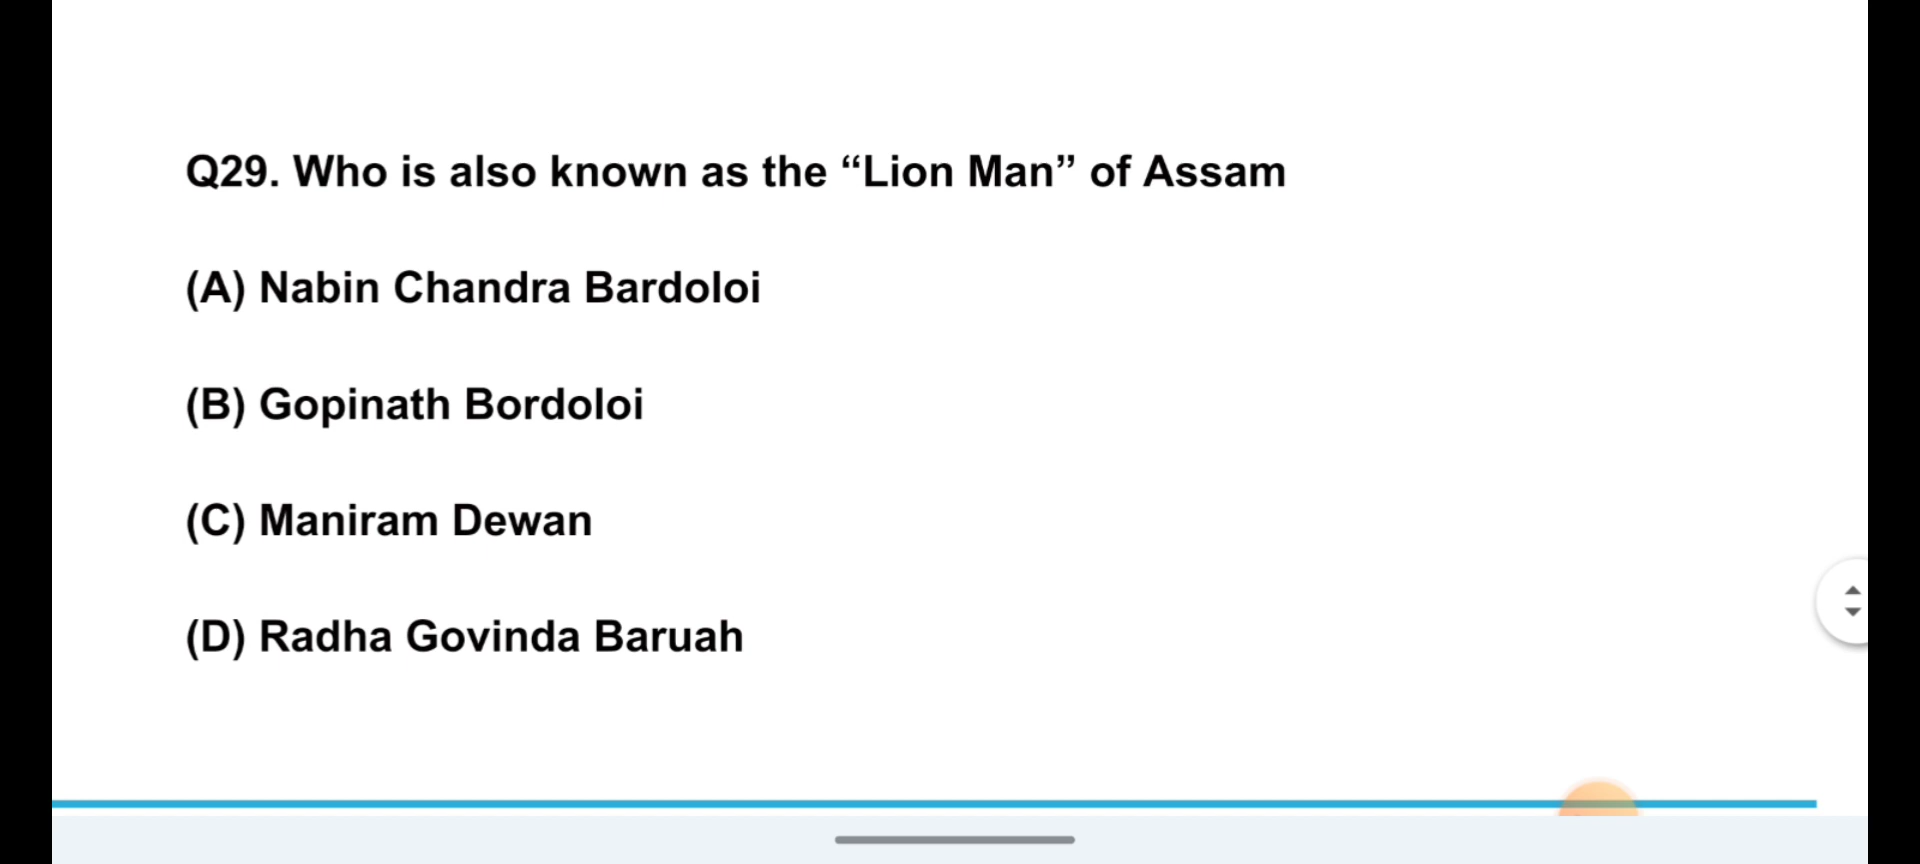 Q29. Who is also known as the “Lion Man” of Assam
(A) Nabin Chandra Bardoloi
(B) Gopinath Bordoloi
(C) Maniram Dewan
(D) Radha Govinda Baruah